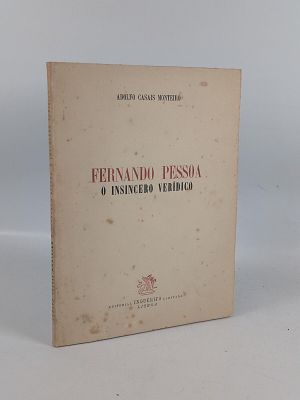 ADOLFO CASAIS MONTEIRO
FERNANDO PESSOA
O INSINCERO VERÍDICO
EDITORIAL INQUÉRITO LIMITADA
LISBOA